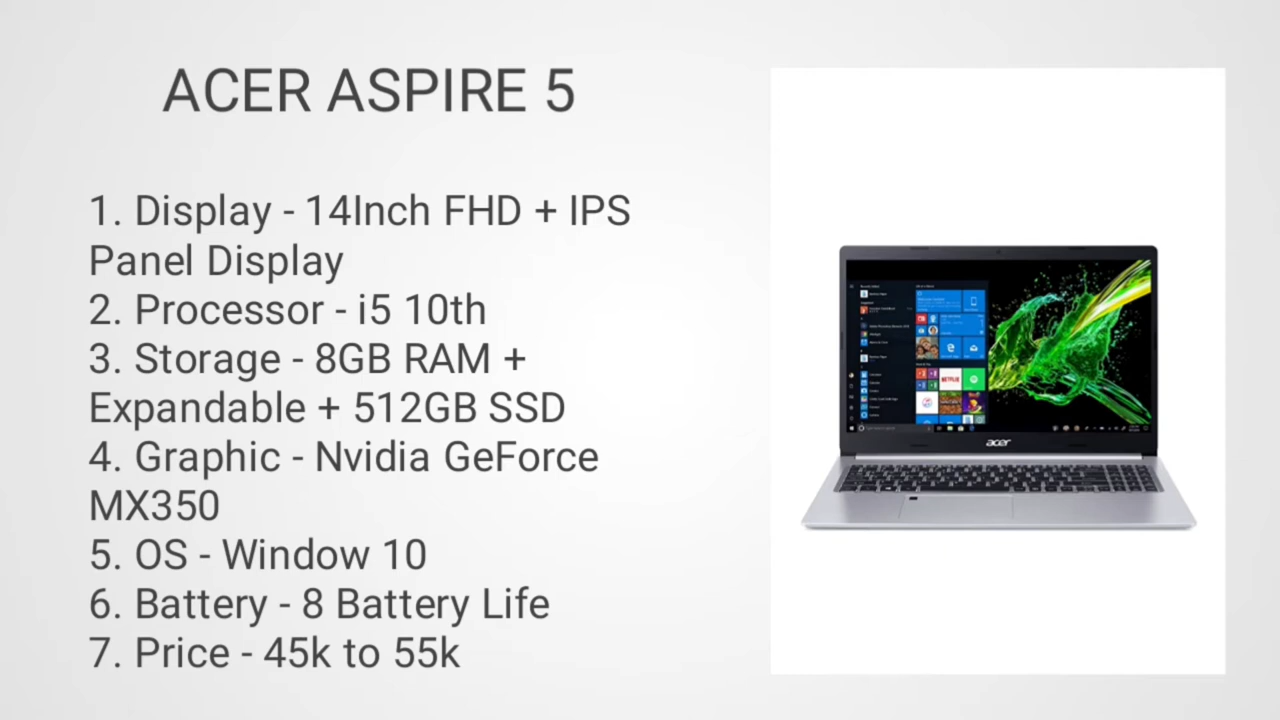 ACER ASPIRE 5
1. Display - 14Inch FHD + IPS
Panel Display
2. Processor - i5 10th
3. Storage - 8GB RAM +
Expandable + 512GB SSD
4. Graphic - Nvidia GeForce
MX350
5. OS - Window 10
6. Battery - 8 Battery Life
7. Price - 45k to 55k
NETFLIX
acer